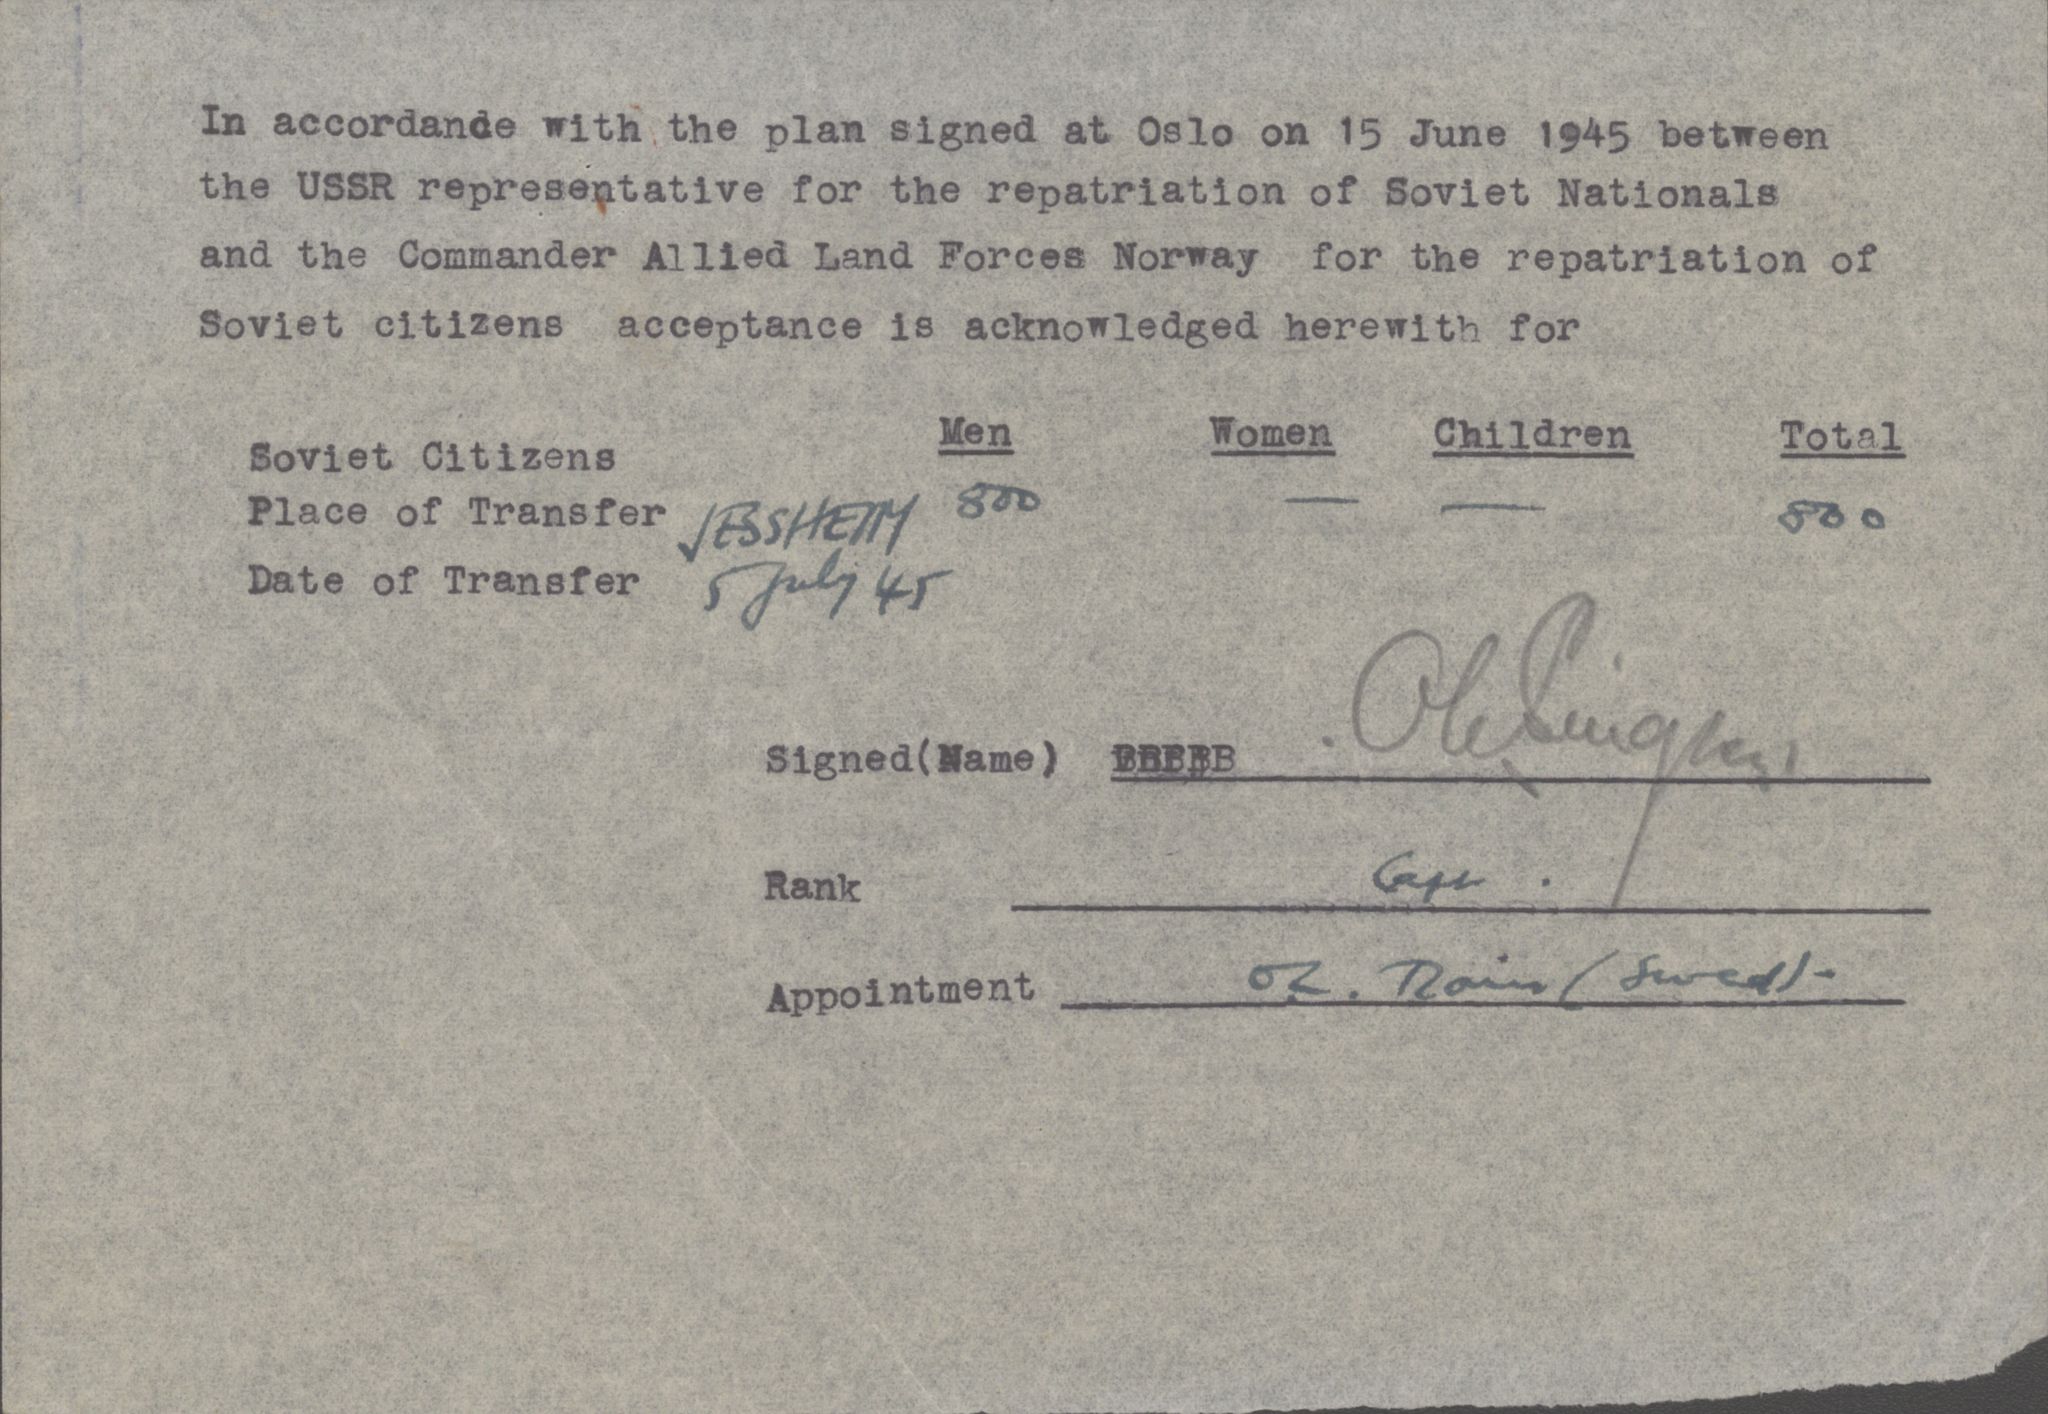 In accordande with the plan signed at Oslo on 15 June 1945 between
the USSR representative for the repatriation of Soviet Nationals
and the Commander Allied Land Forces Norway for the repatriation of
Soviet citizens acceptance is acknowledged herewith for
Men Women Children Total
Soviet Citizens
Place of Transfer JESSHEIM 800 — — 800
Date of Transfer 5 July 45
Signed(Name)
Rank Capt.
Appointment Train (Swed)